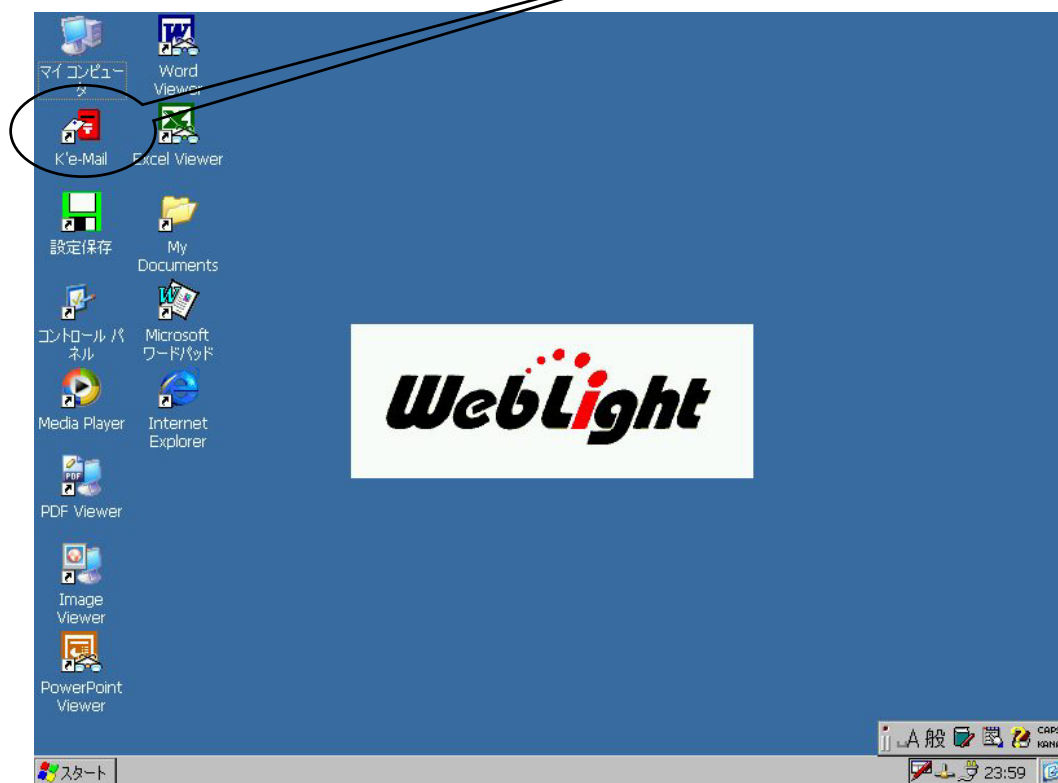 マイ コンピュー
タ
Word
Viewer
K'e-Mail
Excel Viewer
設定保存
My
Documents
コントロール パ
ネル
Microsoft
ワードパッド
Media Player
Internet
Explorer
PDF Viewer
Image
Viewer
PowerPoint
Viewer
WebLight
A 般
CAPS
KANA
スタート
23:59